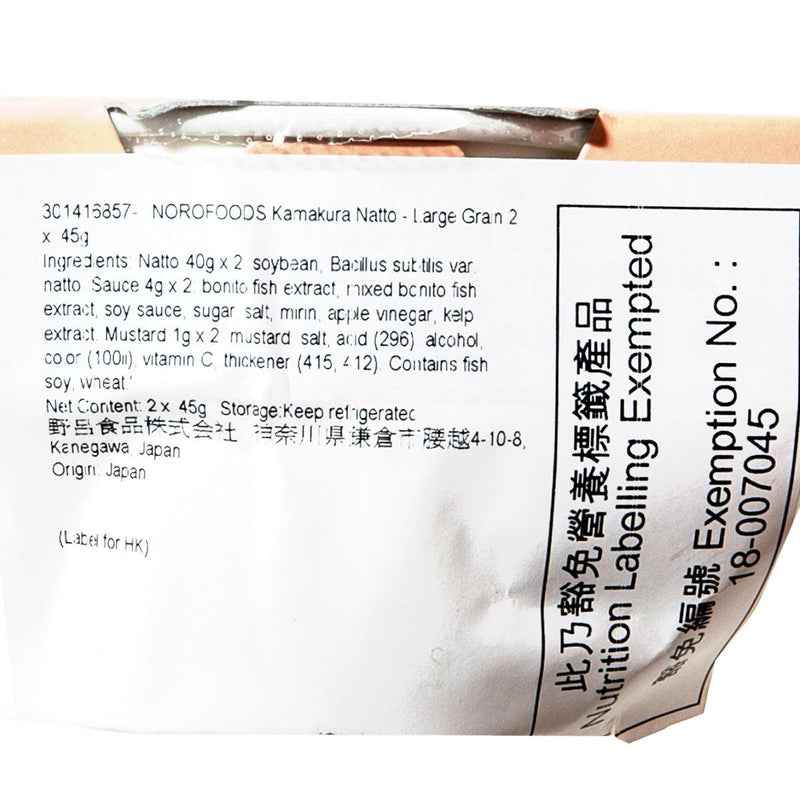 301416857- NOROFOODS Kamakura Natto - Large Grain 2
x 45g
Ingredients: Natto 40g x 2: soybean, Bacillus subtilis var.
natto. Sauce 4g x 2: bonito fish extract, mixed bonito fish
extract, soy sauce, sugar, salt, mirin, apple vinegar, kelp
extract. Mustard 1g x 2: mustard, salt, acid (296), alcohol,
color (100ii), vitamin C, thickener (415, 412). Contains fish
soy, wheat.
Net Content: 2 x 45g Storage:Keep refrigerated
野呂食品株式会社 神奈川県鎌倉市腰越4-10-8,
Kanegawa, Japan
Origin: Japan
(Label for HK)
此乃豁免營養標籤產品
Nutrition Labelling Exempted
豁免編號 Exemption No. :
18-007045